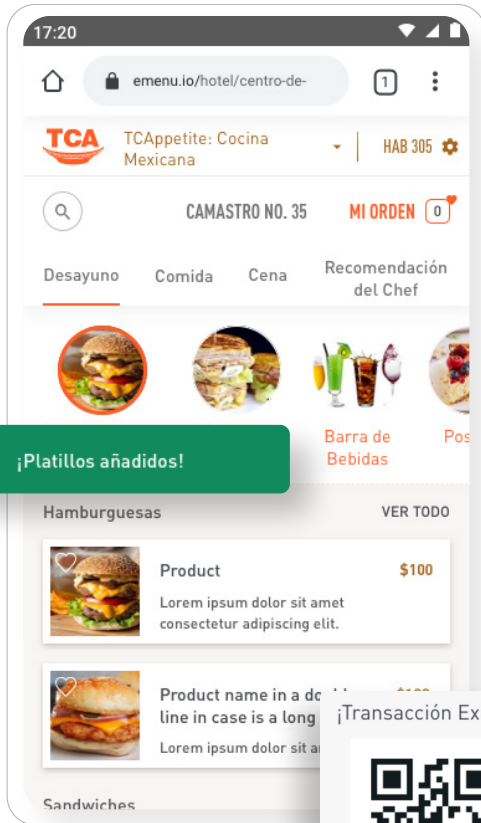 17:20
emenu.io/hotel/centro-de-
1
TCA
TCAppetite: Cocina
Mexicana
HAB 305
CAMASTRO NO. 35
MI ORDEN
0
Desayuno
Comida
Cena
Recomendación
del Chef
Barra de
Bebidas
Pos
¡Platillos añadidos!
Hamburguesas
VER TODO
Product
$100
Lorem ipsum dolor sit amet
consectetur adipiscing elit.
Product name in a
line in case is a long
Lorem ipsum dolor sit
¡Transacción Ex
Sandwiches